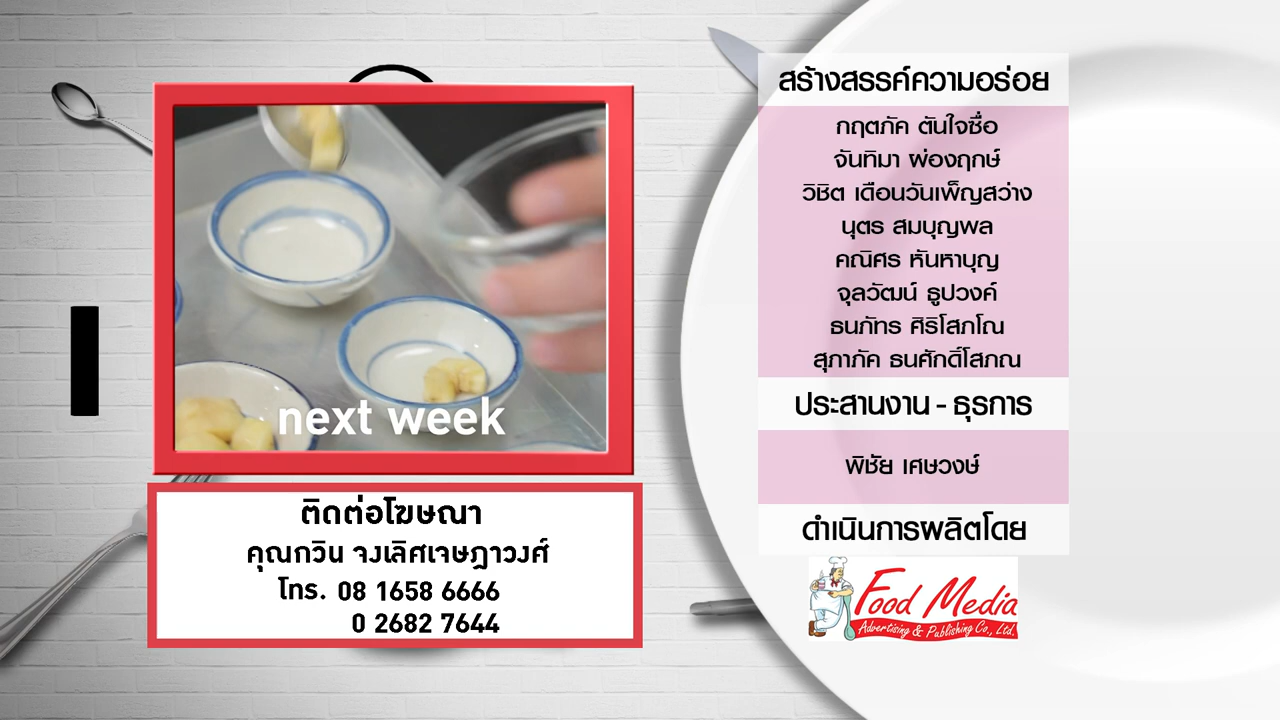 next week
ติดต่อโฆษณา
คุณกวิน จงเลิศเจษฎาวงศ์
โทร. 08 1658 6666
0 2682 7644
สร้างสรรค์ความอร่อย
กฤตภัค ตันใจซื่อ
จันทิมา ผ่องฤกษ์
วิชิต เดือนวันเพ็ญสว่าง
นุตร สมบุญพล
คณิศร หันหาบุญ
จุลวัฒน์ ธูปวงค์
ธนภัทร ศิริโสภโณ
สุภาภัค ธนศักดิ์โสภณ
ประสานงาน - ธุรการ
พิชัย เศษวงษ์
ดำเนินการผลิตโดย
Food Media
Advertising & Publishing Co., Ltd.